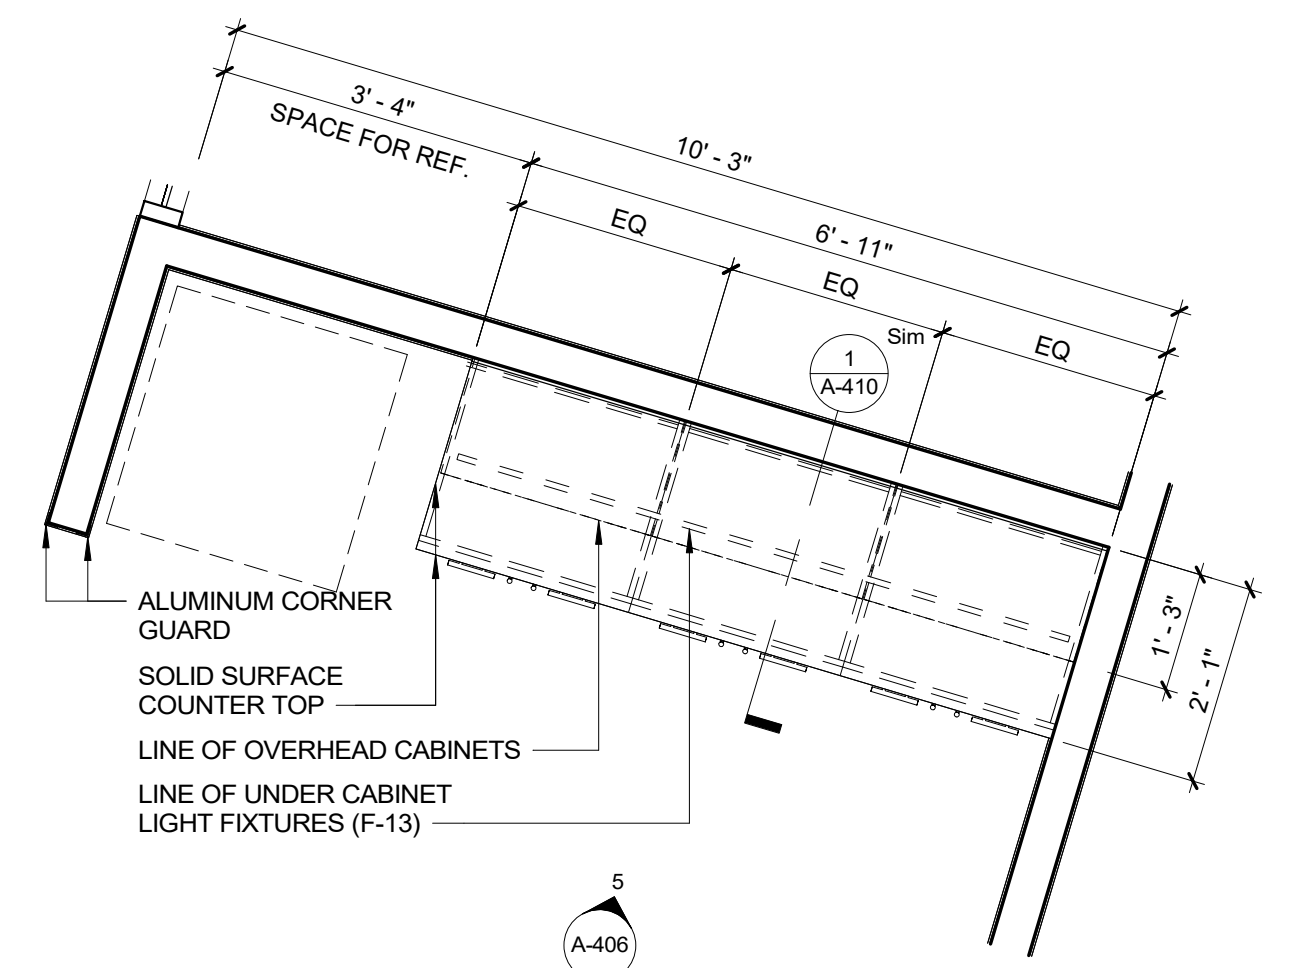 3' - 4"
SPACE FOR REF.
10' - 3"
EQ
6' - 11"
EQ
Sim
EQ
1
A-410
1' - 3"
2' - 1"
ALUMINUM CORNER
GUARD
SOLID SURFACE
COUNTER TOP
LINE OF OVERHEAD CABINETS
LINE OF UNDER CABINET
LIGHT FIXTURES (F-13)
5
A-406